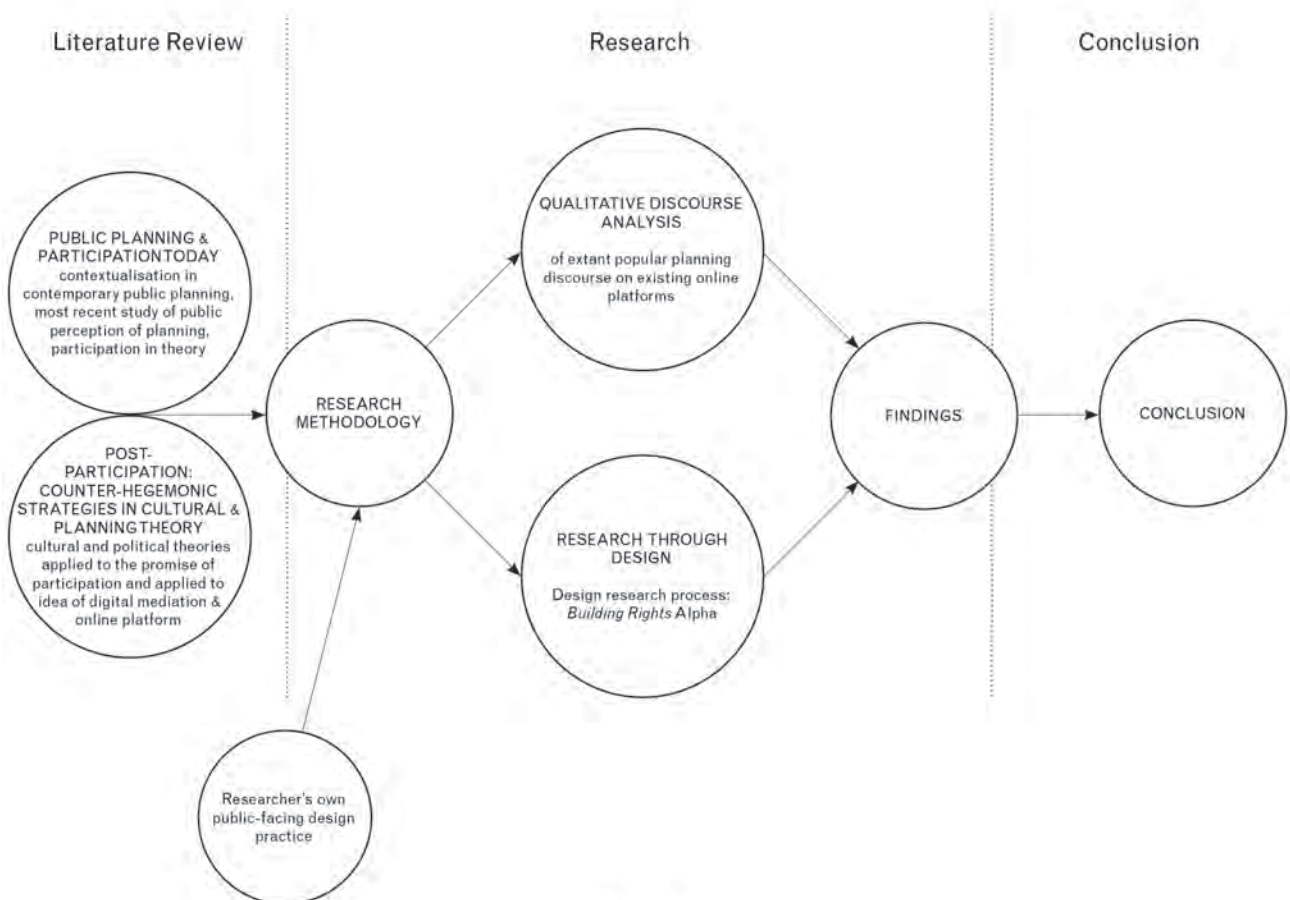 Literature Review
Research
Conclusion
PUBLIC PLANNING &
PARTICIPATION TODAY
contextualisation in
contemporary public planning,
most recent study of public
perception of planning,
participation in theory
POST-
PARTICIPATION:
COUNTER-HEGEMONIC
STRATEGIES IN CULTURAL &
PLANNING THEORY
cultural and political theories
applied to the promise of
participation and applied to
idea of digital mediation &
online platform
RESEARCH
METHODOLOGY
Researcher's own
public-facing design
practice
QUALITATIVE DISCOURSE
ANALYSIS
of extant popular planning
discourse on existing online
platforms
RESEARCH THROUGH
DESIGN
Design research process:
Building Rights Alpha
FINDINGS
CONCLUSION